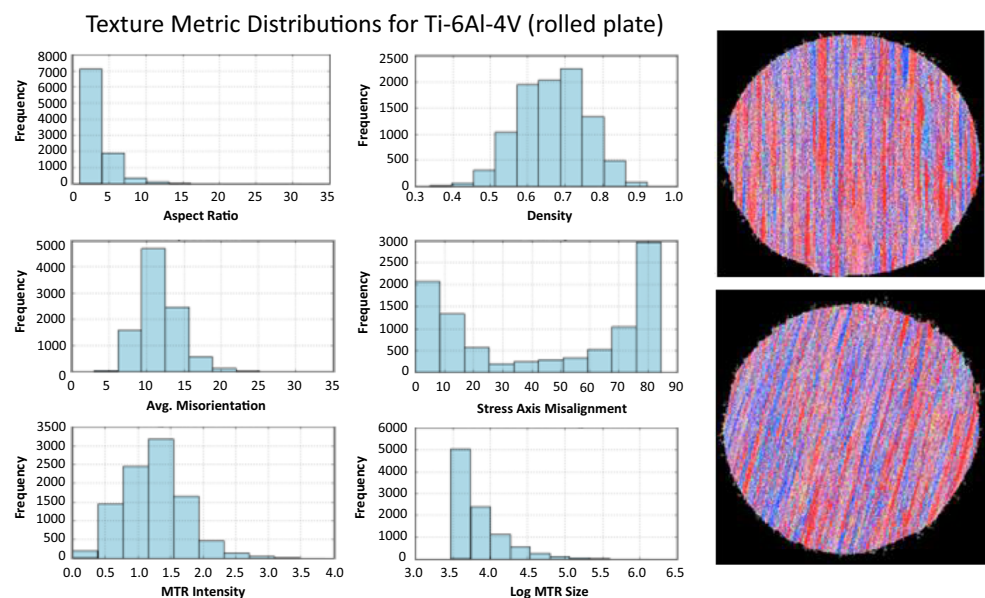 Texture Metric Distributions for Ti-6Al-4V (rolled plate)
8000
7000
6000
5000
4000
3000
2000
1000
0
Frequency
0 5 10 15 20 25 30 35
Aspect Ratio
2500
2000
1500
1000
500
0
Frequency
0.3 0.4 0.5 0.6 0.7 0.8 0.9 1.0
Density
5000
4000
3000
2000
1000
0
Frequency
0 5 10 15 20 25 30 35
Avg. Misorientation
3000
2500
2000
1500
1000
500
0
Frequency
0 10 20 30 40 50 60 70 80 90
Stress Axis Misalignment
3500
3000
2500
2000
1500
1000
500
0
Frequency
0.0 0.5 1.0 1.5 2.0 2.5 3.0 3.5 4.0
MTR Intensity
6000
5000
4000
3000
2000
1000
0
Frequency
3.0 3.5 4.0 4.5 5.0 5.5 6.0 6.5
Log MTR Size